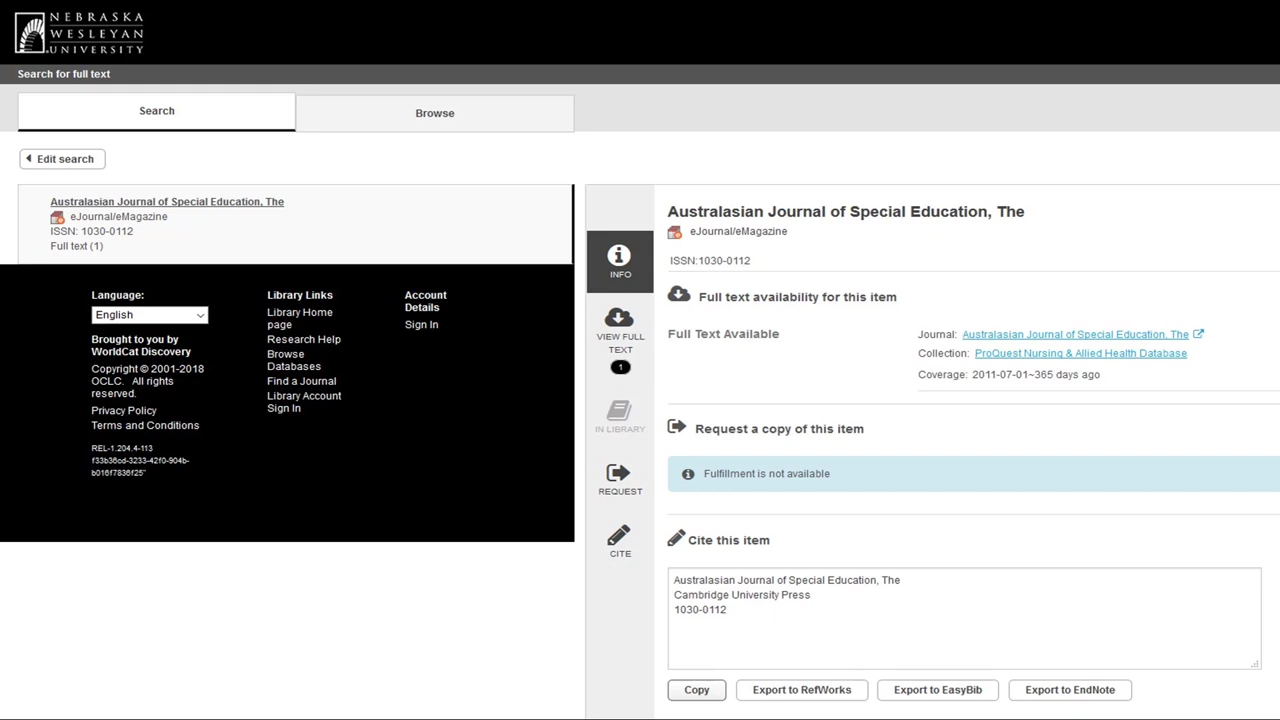 NEBRASKA
WESLEYAN
UNIVERSITY
Search for full text
Search
Browse
Edit search
Australasian Journal of Special Education, The
eJournal/eMagazine
ISSN: 1030-0112
Full text (1)
Language:
English
Brought to you by
WorldCat Discovery
Copyright © 2001-2018
OCLC. All rights
reserved.
Privacy Policy
Terms and Conditions
REL-1.204.4-113
f33b36cd-3233-42f0-904b-
b016f7836f25"
Library Links
Library Home
page
Research Help
Browse
Databases
Find a Journal
Library Account
Sign In
Account
Details
Sign In
INFO
VIEW FULL
TEXT
1
IN LIBRARY
REQUEST
CITE
Australasian Journal of Special Education, The
eJournal/eMagazine
ISSN:1030-0112
Full text availability for this item
Full Text Available
Journal: Australasian Journal of Special Education, The
Collection: ProQuest Nursing & Allied Health Database
Coverage: 2011-07-01~365 days ago
Request a copy of this item
Fulfillment is not available
Cite this item
Australasian Journal of Special Education, The
Cambridge University Press
1030-0112
Copy
Export to RefWorks
Export to EasyBib
Export to EndNote